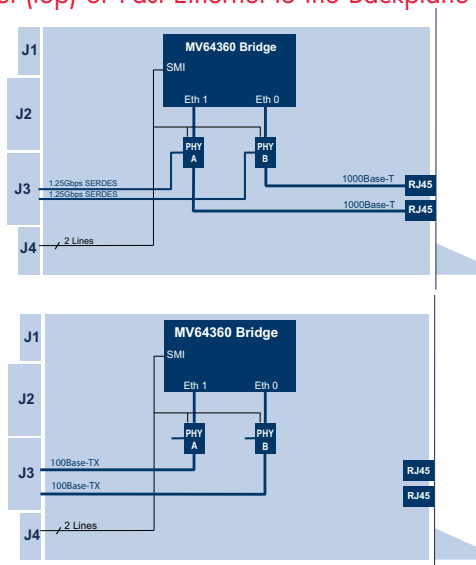 or (top) or Fast Ethernet to the Backplane
J1
MV64360 Bridge
SMI
J2
Eth 1 Eth 0
PHY A
PHY B
J3
1.25Gbps SERDES
1.25Gbps SERDES
1000Base-T
RJ45
1000Base-T
RJ45
J4
2 Lines
J1
MV64360 Bridge
SMI
J2
Eth 1 Eth 0
PHY A
PHY B
J3
100Base-TX
100Base-TX
RJ45
RJ45
J4
2 Lines